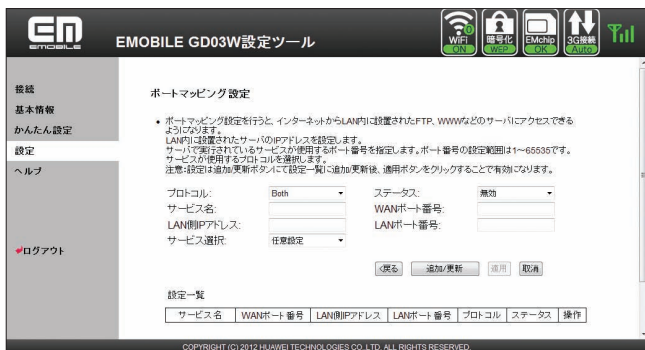 EM
EMOBILE
EMOBILE GD03W設定ツール
WiFi
ON
暗号化
WEP
EMchip
OK
3G接続
Auto
接続
基本情報
かんたん設定
設定
ヘルプ
ログアウト
ポートマッピング設定
• ポートマッピング設定を行うと、インターネットからLAN内に設置されたFTP、WWWなどのサーバにアクセスできる
ようになります。
LAN内に設置されたサーバのIPアドレスを設定します。
サーバで実行されているサービスが使用するポート番号を指定します。ポート番号の設定範囲は1～65535です。
サービスが使用するプロトコルを選択します。
注意:設定は追加/更新ボタンにて設定一覧に追加/更新後、適用ボタンをクリックすることで有効になります。
プロトコル: Both ステータス: 無効
サービス名: WANポート番号:
LAN側IPアドレス: LANポート番号:
サービス選択: 任意設定
<戻る 追加/更新 適用 取消
設定一覧
サービス名 WANポート番号 LAN側IPアドレス LANポート番号 プロトコル ステータス 操作
COPYRIGHT (C) 2012 HUAWEI TECHNOLOGIES CO.,LTD. ALL RIGHTS RESERVED.